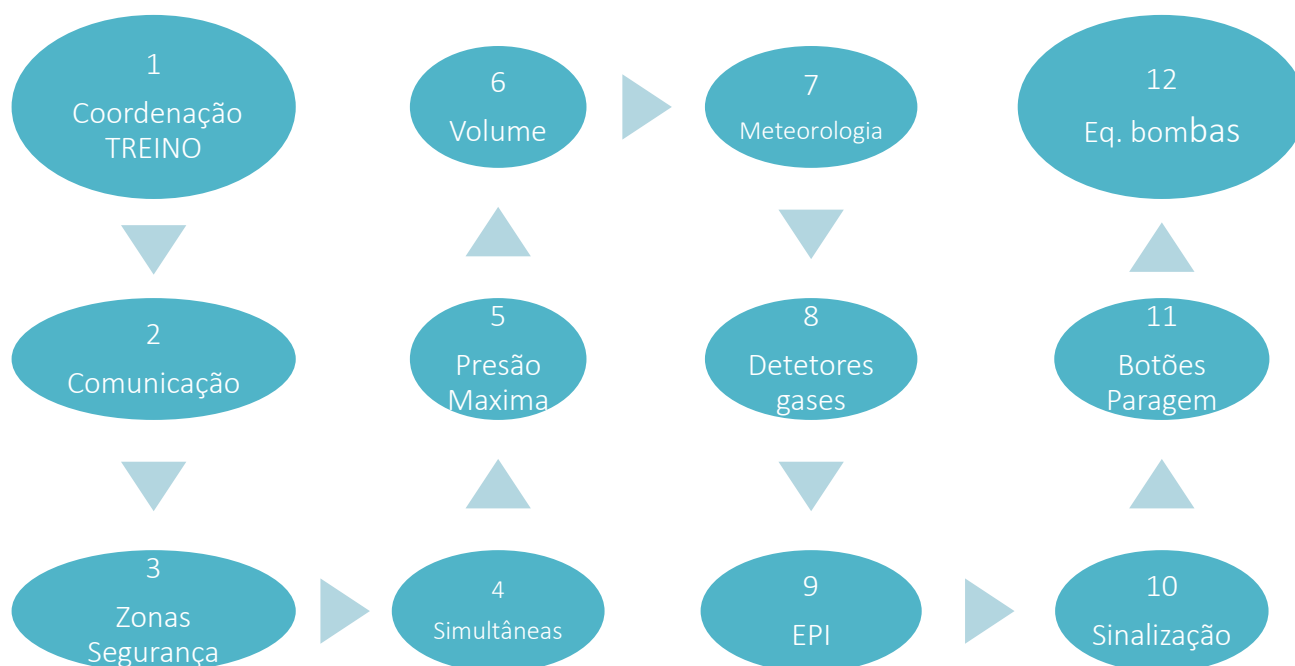 1
Coordenação
TREINO
2
Comunicação
3
Zonas
Segurança
4
Simultâneas
5
Presão
Maxima
6
Volume
7
Meteorologia
8
Detetores
gases
9
EPI
10
Sinalização
11
Botões
Paragem
12
Eq. bombas